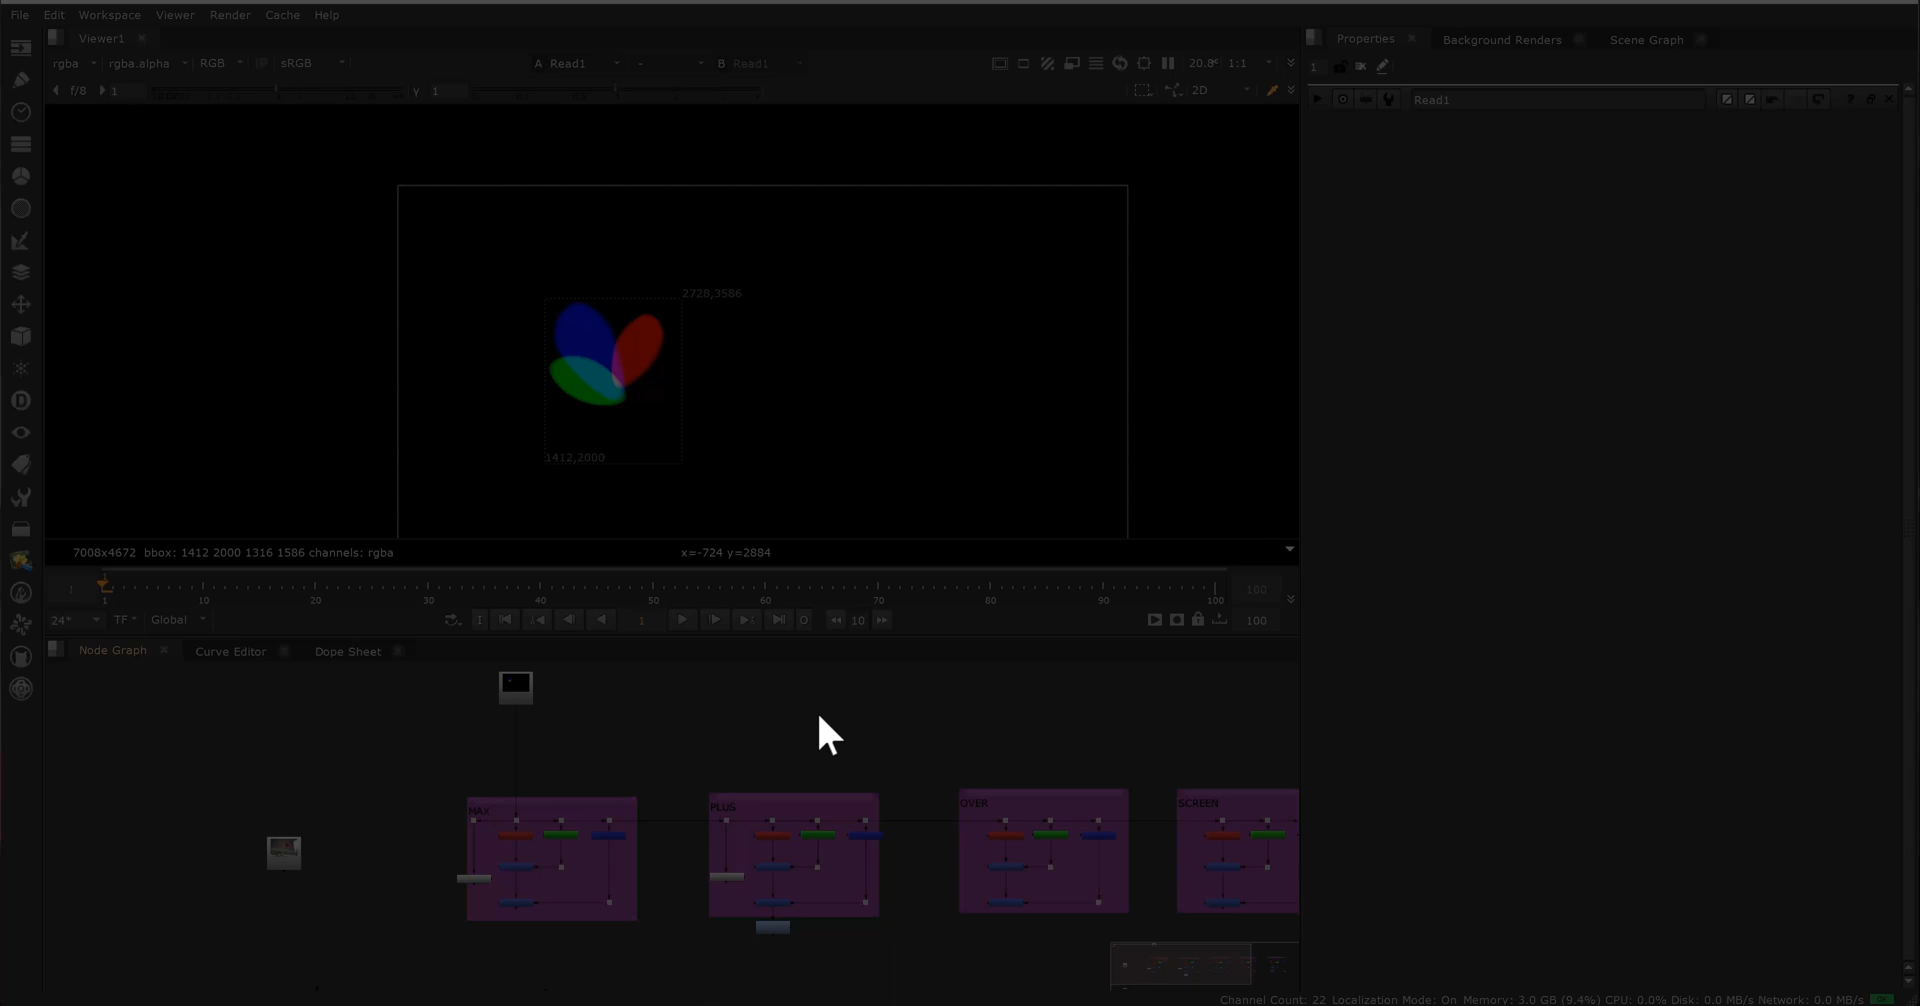 File Edit Workspace Viewer Render Cache Help
Viewer1
Properties Background Renders Scene Graph
rgba rgba.alpha RGB sRGB A Read1 - B Read1 20.8 1:1
1
f/8 1 γ 1 2D
Read1
2728,3586
1412,2000
7008x4672 bbox: 1412 2000 1316 1586 channels: rgba x=-724 y=2884
1 10 20 30 40 50 60 70 80 90 100 100
24* TF Global 1 10 100
Node Graph Curve Editor Dope Sheet
MAX PLUS OVER SCREEN
Channel Count: 22 Localization Mode: On Memory: 3.0 GB (9.4%) CPU: 0.0% Disk: 0.0 MB/s Network: 0.0 MB/s